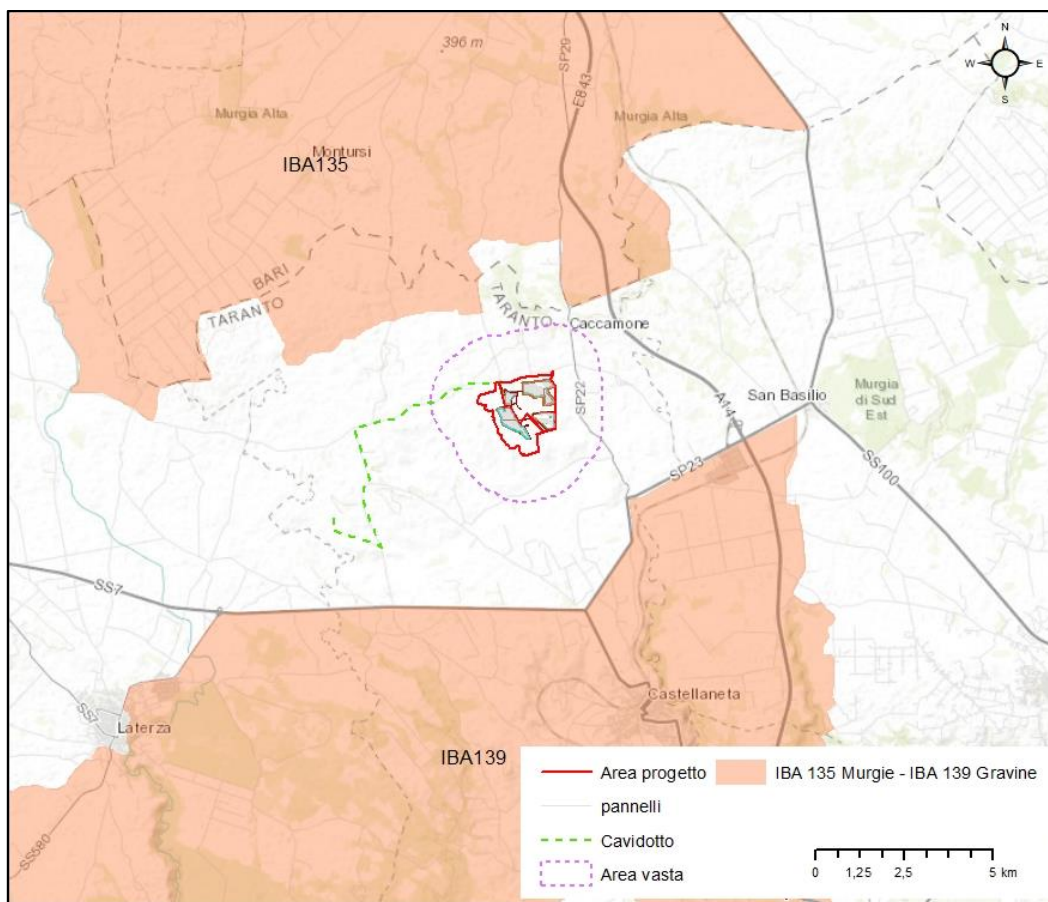 396 m
SP29
E843
N
W
E
S
Murgia Alta
Murgia Alta
Montursi
IBA135
BARI
TARANTO
TARANTO
Caccamone
SP22
A14
San Basilio
Murgia
di Sud
Est
SP23
SS100
SS7
Castellaneta
SS7
Laterza
IBA139
SS580
Area progetto
IBA 135 Murgie - IBA 139 Gravine
pannelli
Cavidotto
Area vasta
0 1,25 2,5 5 km